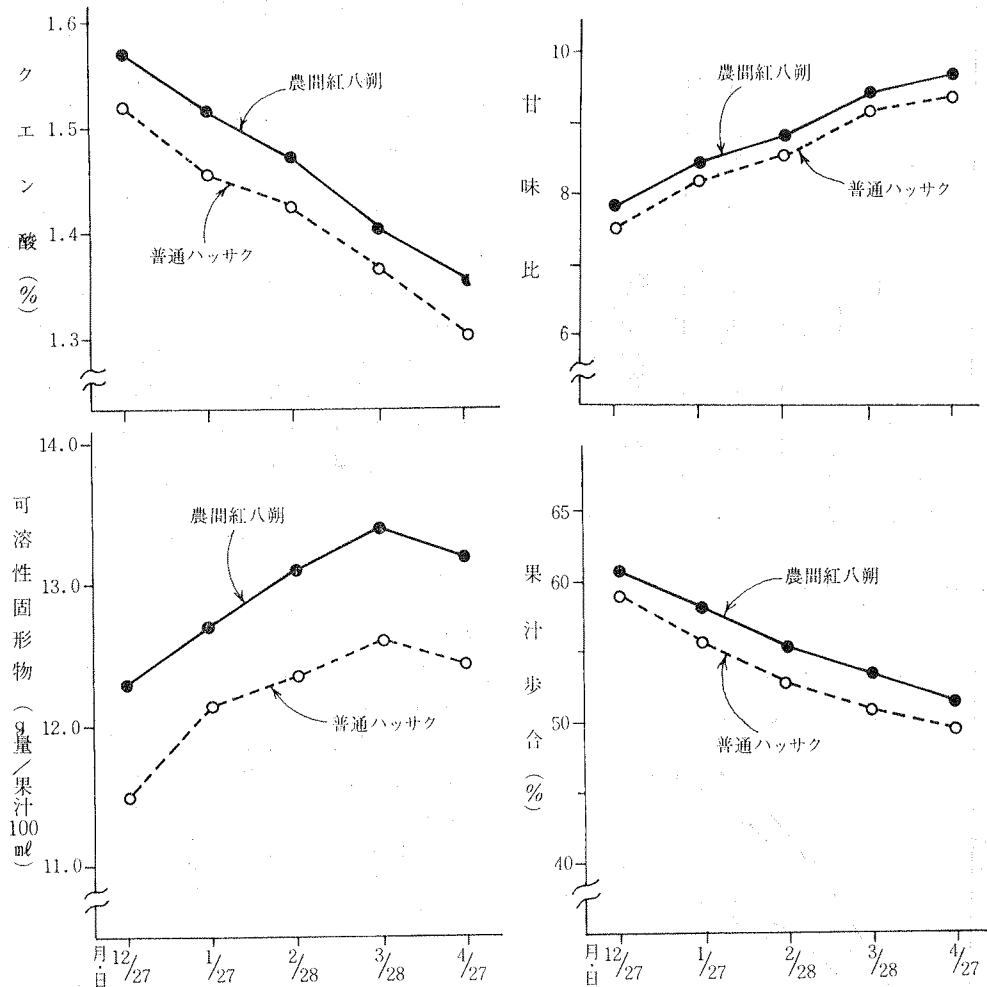 クエン酸(%)
1.6
1.5
1.4
1.3
農間紅八朔
普通ハッサク
甘味比
10
8
6
農間紅八朔
普通ハッサク
可溶性固形物(g量/果汁100ml)
14.0
13.0
12.0
11.0
農間紅八朔
普通ハッサク
月・日
12/27
1/27
2/28
3/28
4/27
果汁歩合(%)
65
60
50
40
農間紅八朔
普通ハッサク
月・日
12/27
1/27
2/28
3/28
4/27